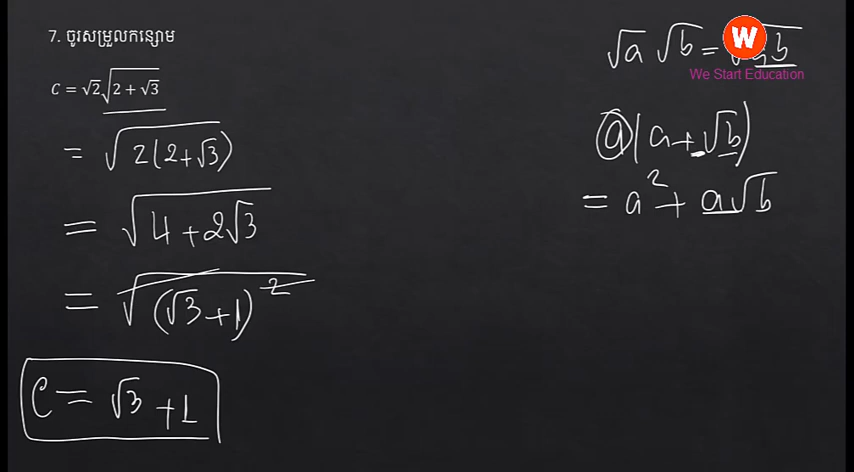 7. ចូរសម្រួលកន្សោម
C = √2√(2 + √3)
= √(2(2+√3))
= √(4+2√3)
= √((√3+1)²)
C = √3 +1
√a √b = √ab
W
We Start Education
a(a+√b)
= a² + a√b